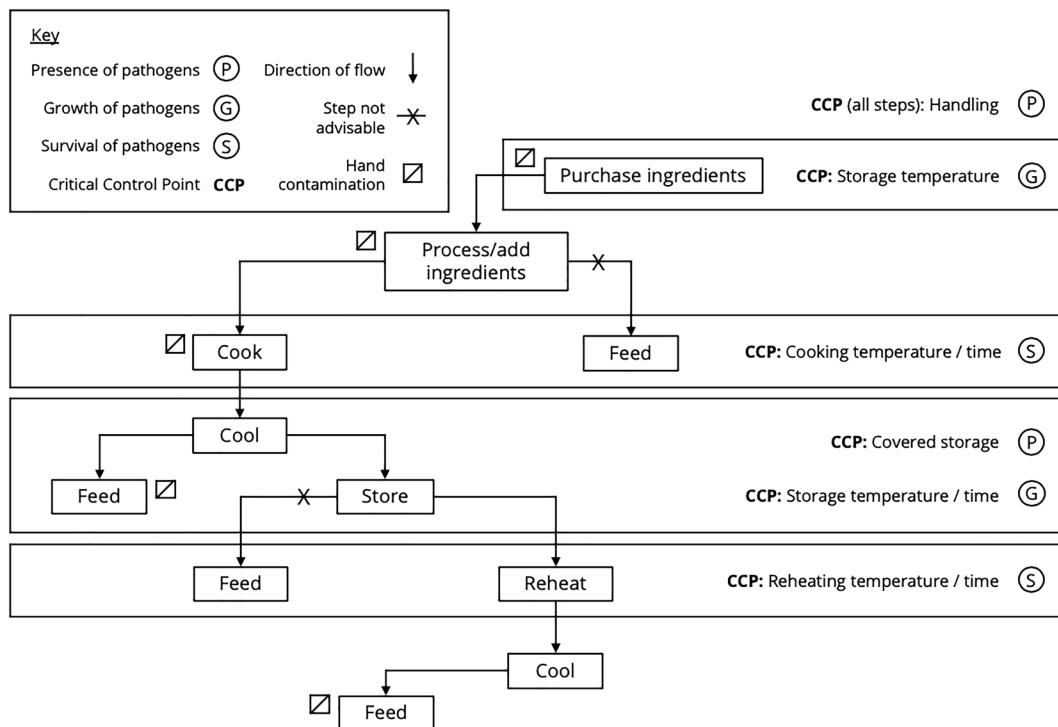 Key
Presence of pathogens P
Growth of pathogens G
Survival of pathogens S
Critical Control Point CCP
Direction of flow
Step not
advisable
Hand
contamination
CCP (all steps): Handling P
Purchase ingredients
CCP: Storage temperature G
Process/add
ingredients
Cook
Feed
CCP: Cooking temperature / time S
Cool
CCP: Covered storage P
Feed
Store
CCP: Storage temperature / time G
Feed
Reheat
CCP: Reheating temperature / time S
Cool
Feed